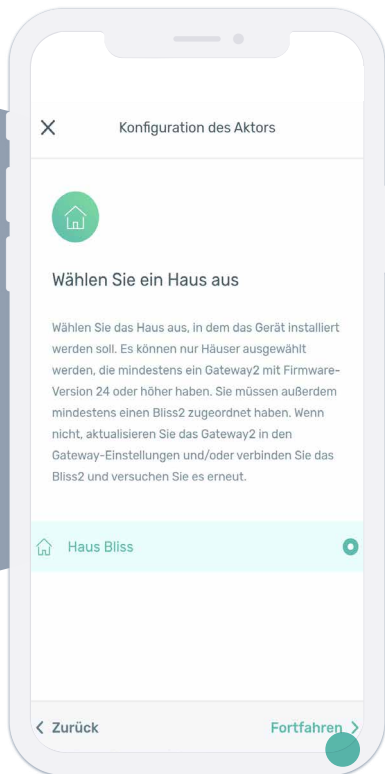 Konfiguration des Aktors
Wählen Sie ein Haus aus
Wählen Sie das Haus aus, in dem das Gerät installiert
werden soll. Es können nur Häuser ausgewählt
werden, die mindestens ein Gateway2 mit Firmware-
Version 24 oder höher haben. Sie müssen außerdem
mindestens einen Bliss2 zugeordnet haben. Wenn
nicht, aktualisieren Sie das Gateway2 in den
Gateway-Einstellungen und/oder verbinden Sie das
Bliss2 und versuchen Sie es erneut.
Haus Bliss
Zurück
Fortfahren